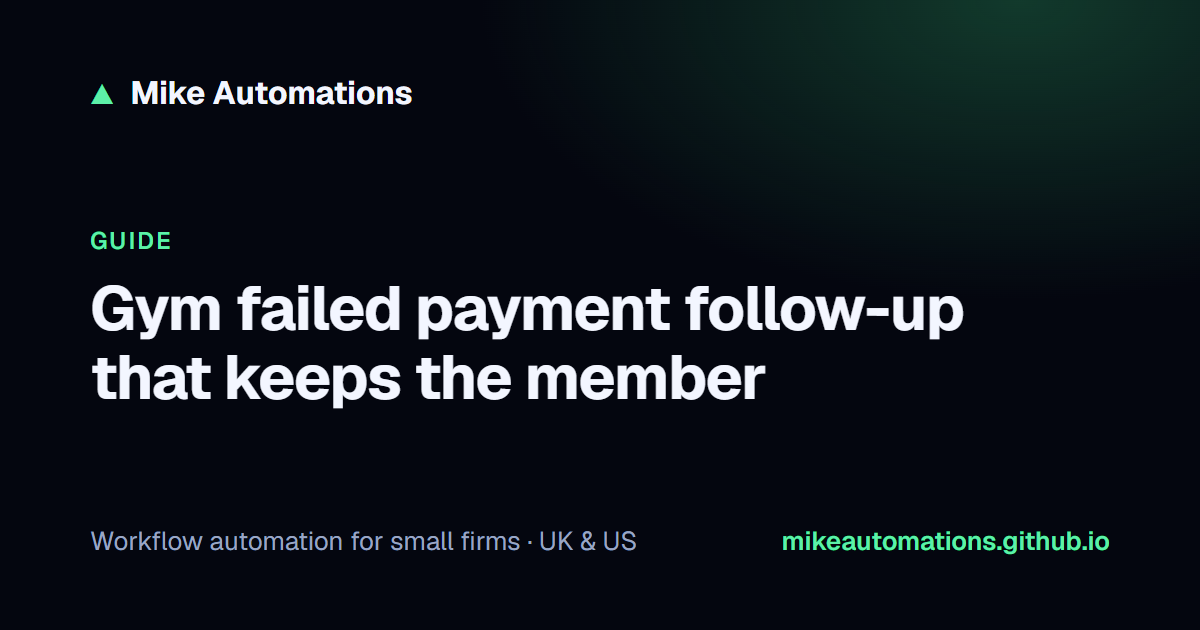 Mike Automations
GUIDE
Gym failed payment follow-up
that keeps the member
Workflow automation for small firms · UK & US
mikeautomations.github.io